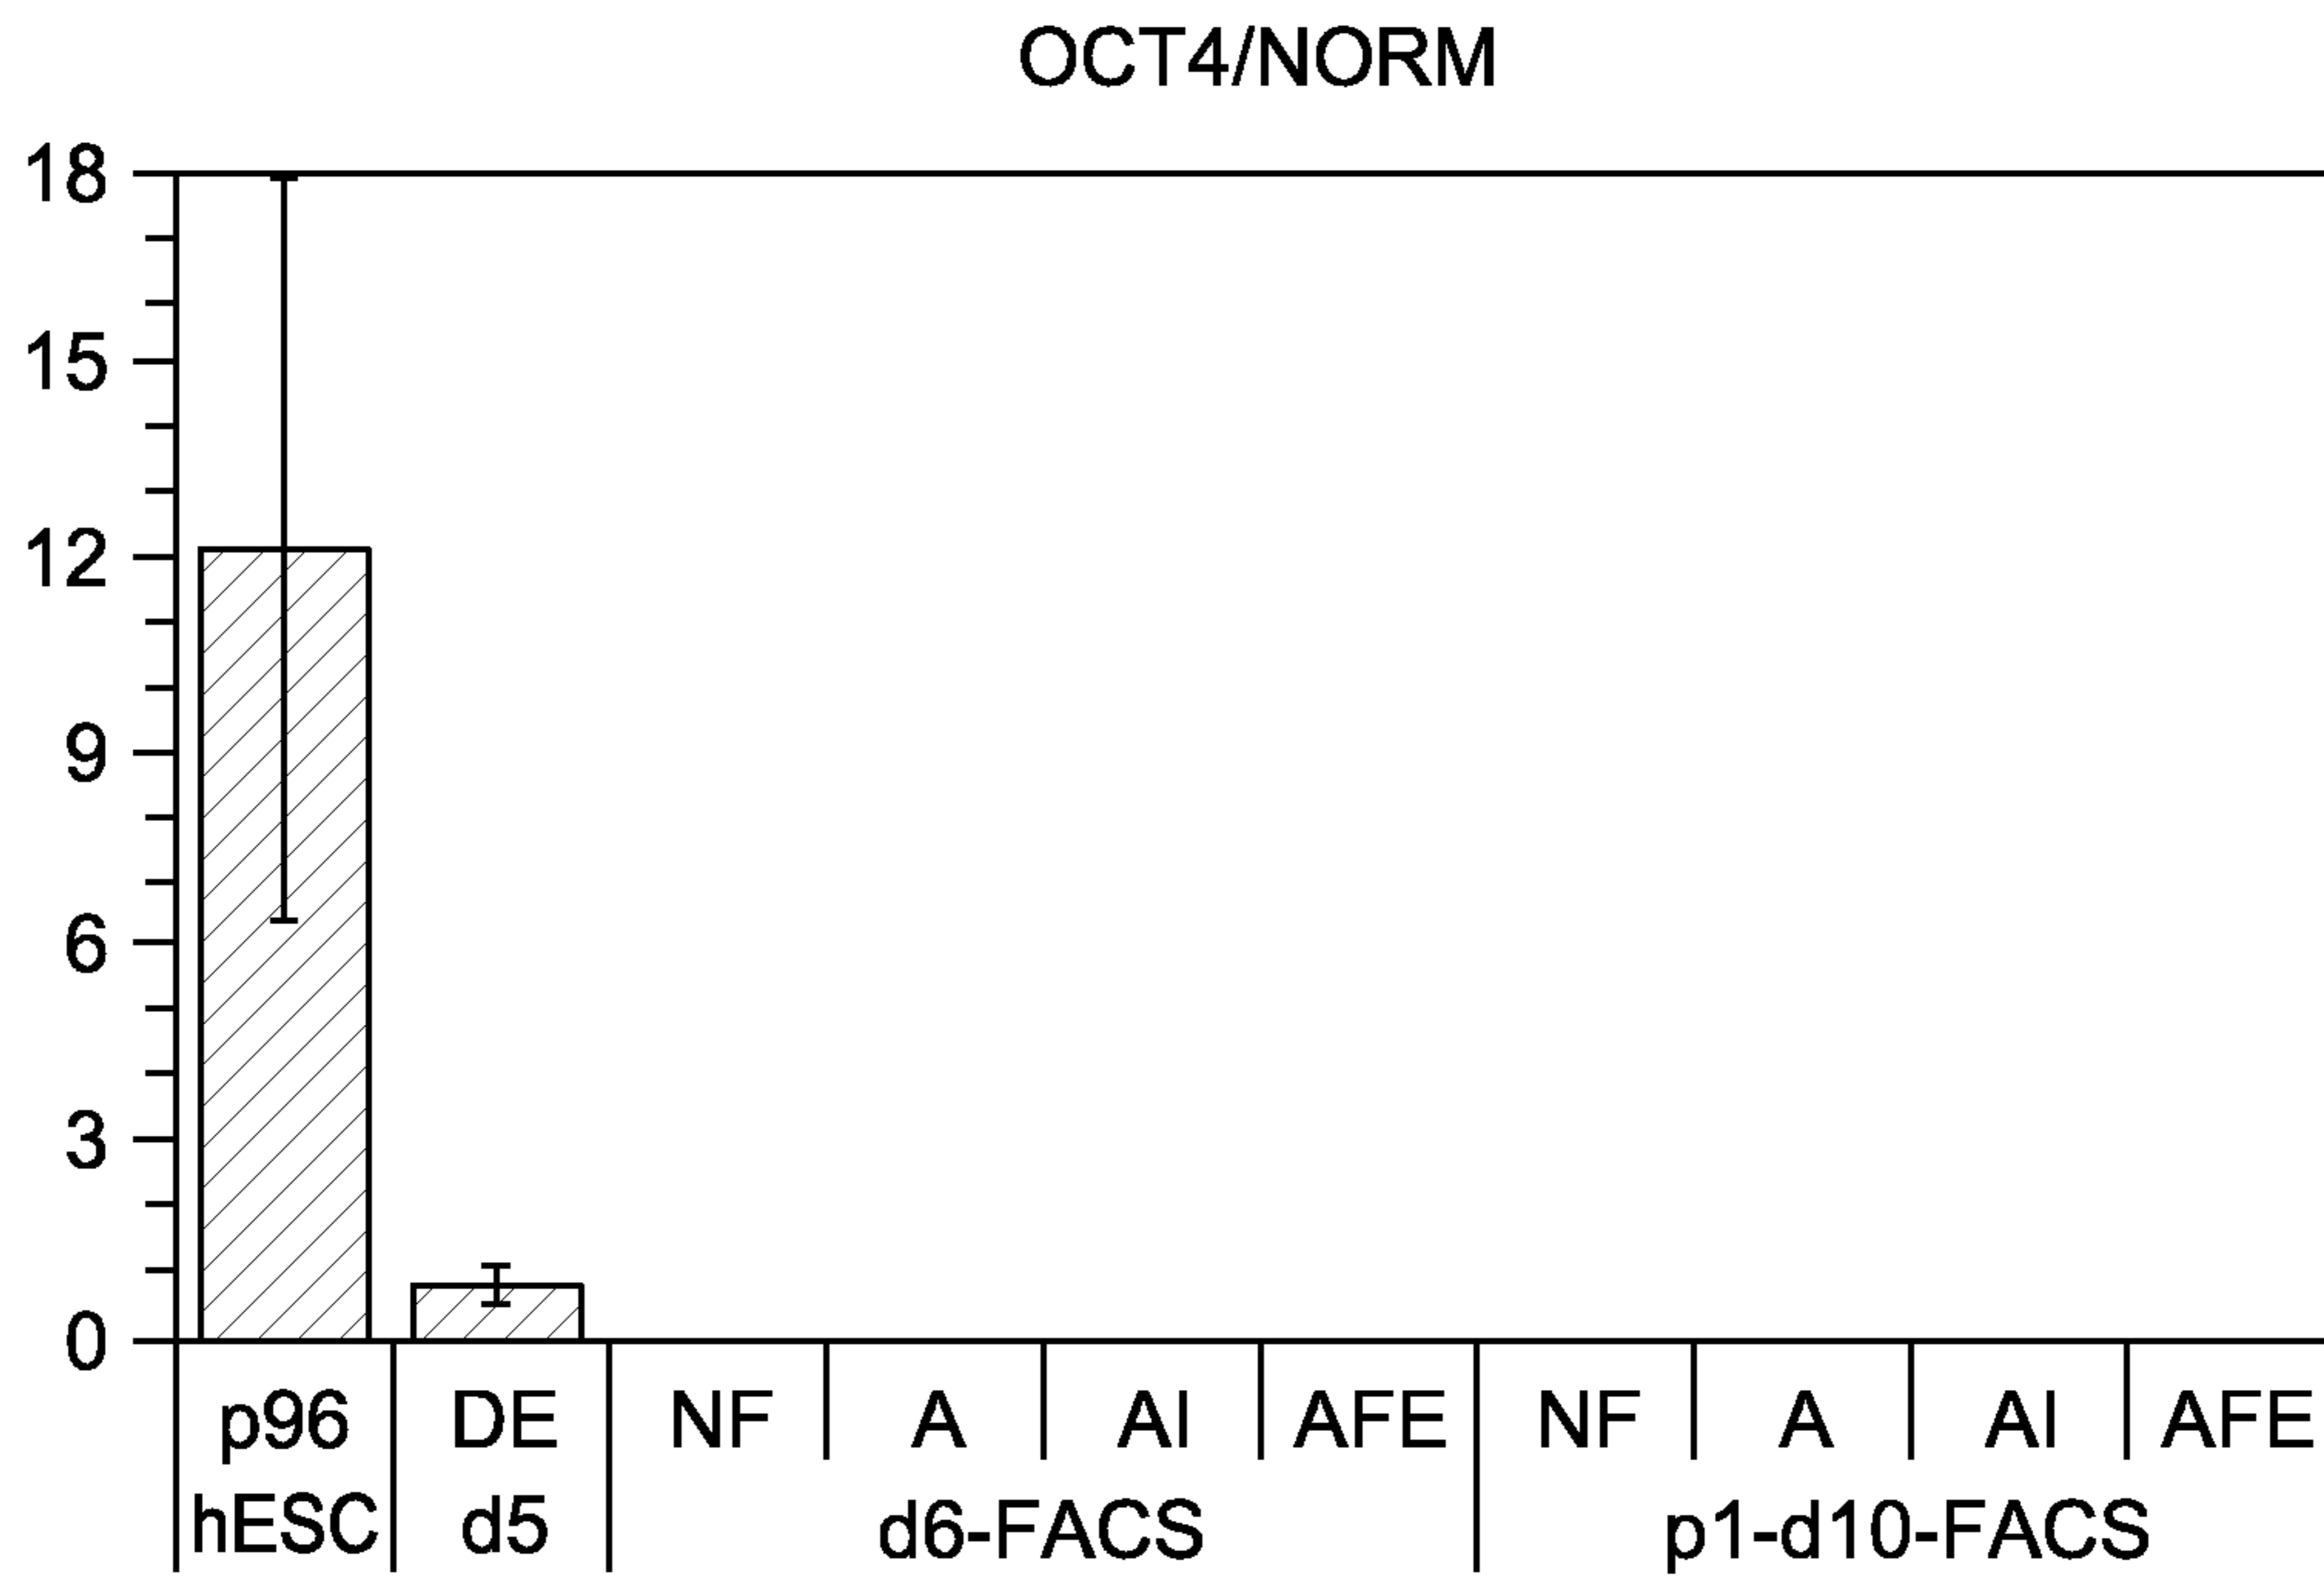 OCT4/NORM
18
15
12
9
6
3
0
p96 DE NF A AI AFE NF A AI AFE
hESC d5 d6-FACS p1-d10-FACS